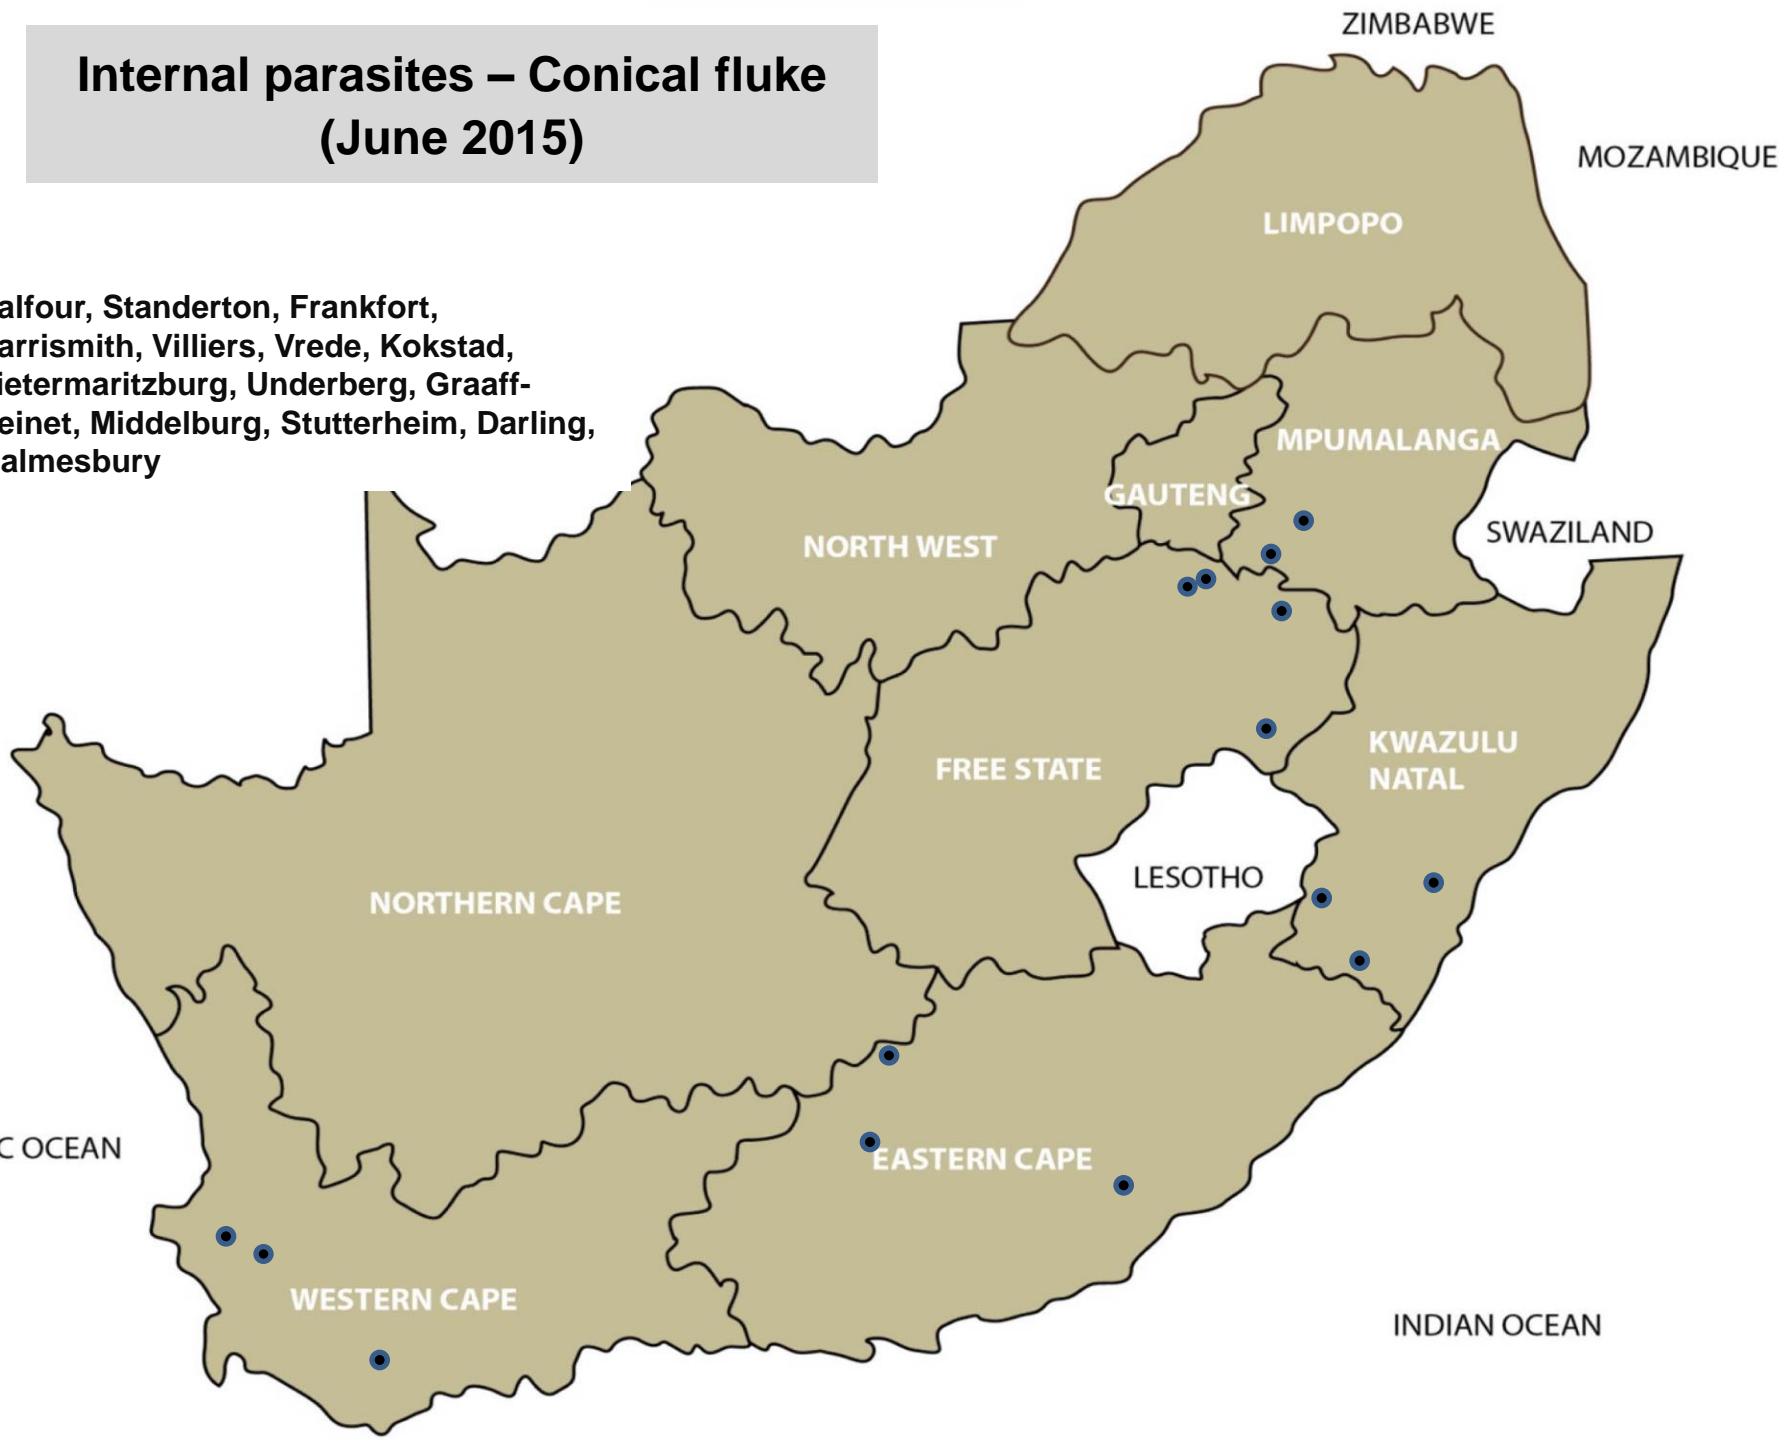 Internal parasites – Conical fluke
(June 2015)
ZIMBABWE
MOZAMBIQUE
LIMPOPO
alfour, Standerton, Frankfort,
arrismith, Villiers, Vrede, Kokstad,
ietermaritzburg, Underberg, Graaff-
einet, Middelburg, Stutterheim, Darling,
almesbury
MPUMALANGA
GAUTENG
SWAZILAND
NORTH WEST
KWAZULU
NATAL
FREE STATE
LESOTHO
NORTHERN CAPE
C OCEAN
EASTERN CAPE
WESTERN CAPE
INDIAN OCEAN